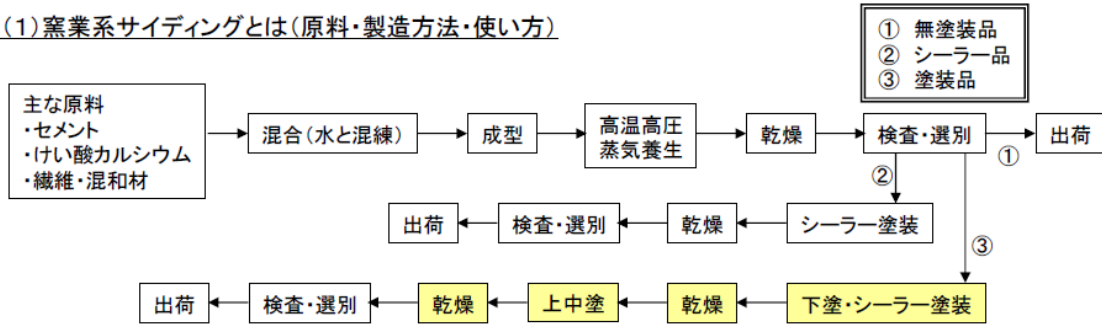 (1)窯業系サイディングとは(原料・製造方法・使い方)
① 無塗装品
② シーラー品
③ 塗装品
主な原料
・セメント
・けい酸カルシウム
・繊維・混和材
混合(水と混練)
成型
高温高圧
蒸気養生
乾燥
検査・選別
①
出荷
②
シーラー塗装
乾燥
検査・選別
出荷
③
下塗・シーラー塗装
乾燥
上中塗
乾燥
検査・選別
出荷